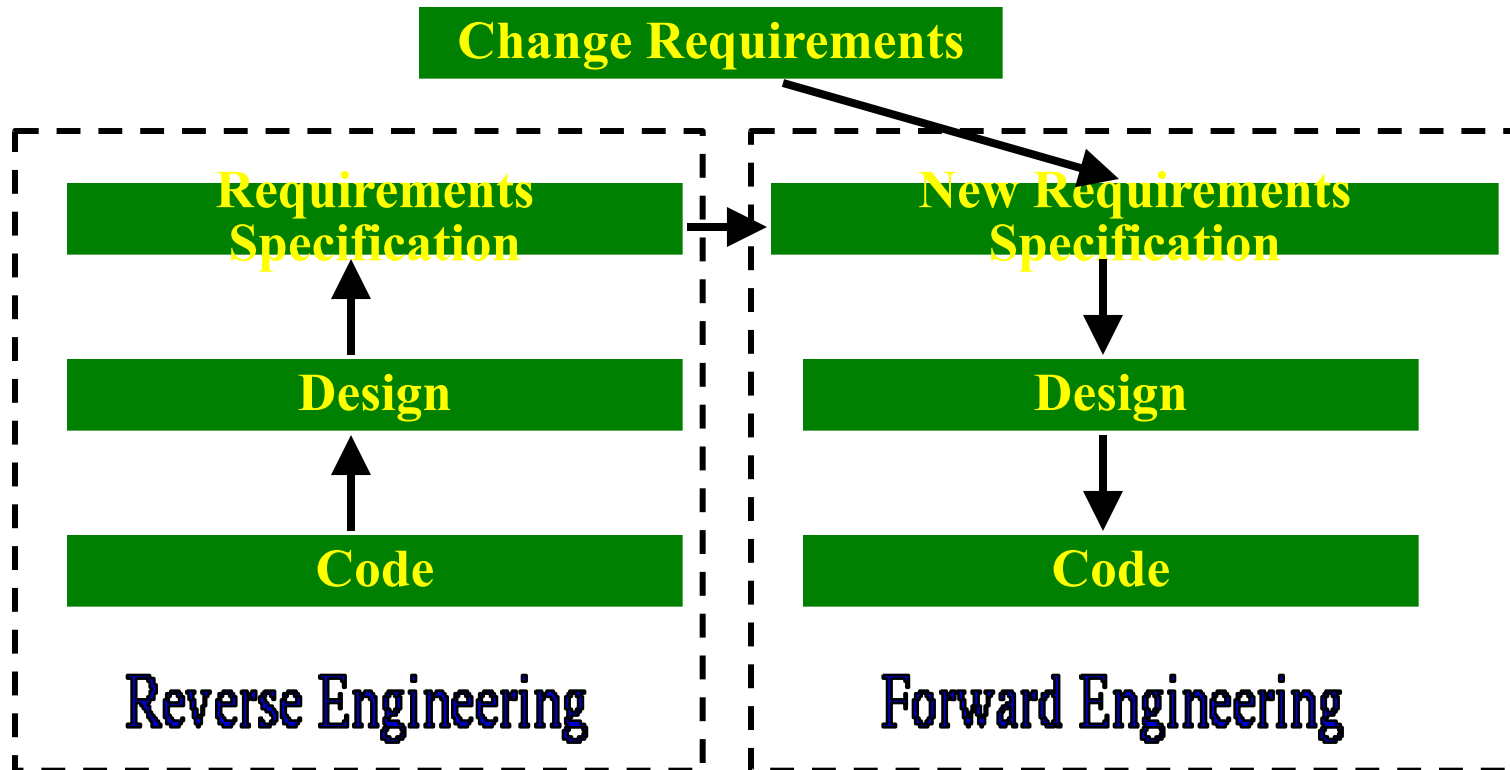 Change Requirements
Requirements
Specification
Design
Code
Reverse Engineering
New Requirements
Specification
Design
Code
Forward Engineering